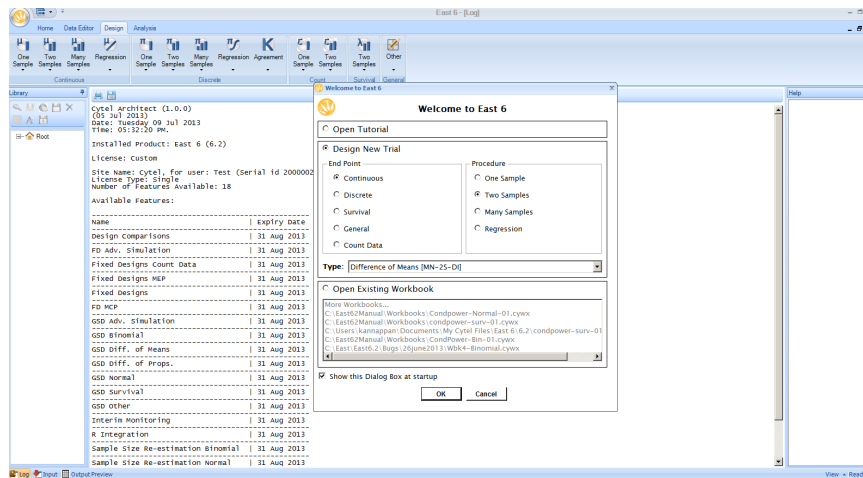 East 6 - [Log]
Home Data Editor Design Analysis
One Sample Two Samples Many Samples Regression One Sample Two Samples Many Samples Regression Agreement One Sample Two Samples Two Samples Other
Continuous Discrete Count Survival General
Library
Root
Cytel Architect (1.0.0)
(05 Jul 2013)
Date: Tuesday 09 Jul 2013
Time: 05:32:20 PM.
Installed Product: East 6 (6.2)
License: Custom
Site Name: Cytel, for user: Test (Serial id 2000002
License Type: Single
Number of Features Available: 18
Available Features:
Name | Expiry Date
Design Comparisons | 31 Aug 2013
FD Adv. Simulation | 31 Aug 2013
Fixed Designs Count Data | 31 Aug 2013
Fixed Designs MEP | 31 Aug 2013
Fixed Designs | 31 Aug 2013
FD MCP | 31 Aug 2013
GSD Adv. Simulation | 31 Aug 2013
GSD Binomial | 31 Aug 2013
GSD Diff. of Means | 31 Aug 2013
GSD Diff. of Props. | 31 Aug 2013
GSD Normal | 31 Aug 2013
GSD Survival | 31 Aug 2013
GSD Other | 31 Aug 2013
Interim Monitoring | 31 Aug 2013
R Integration | 31 Aug 2013
Sample Size Re-estimation Binomial | 31 Aug 2013
Sample Size Re-estimation Normal | 31 Aug 2013
Welcome to East 6
Welcome to East 6
Open Tutorial
Design New Trial
End Point
Continuous
Discrete
Survival
General
Count Data
Procedure
One Sample
Two Samples
Many Samples
Regression
Type: Difference of Means [MN-2S-DI]
Open Existing Workbook
More Workbooks...
C:\East62Manual\Workbooks\Condpower-Normal-01.cywx
C:\East62Manual\Workbooks\condpower-surv-01.cywx
C:\Users\kannappan\Documents\My Cytel Files\East 6\6.2\condpower-surv-01
C:\East62Manual\Workbooks\CondPower-Bin-01.cywx
C:\East\East6.2\Bugs\26june2013\Wbk4-Binomial.cywx
Show this Dialog Box at startup
OK Cancel
Help
Log Input Output Preview
View - Read